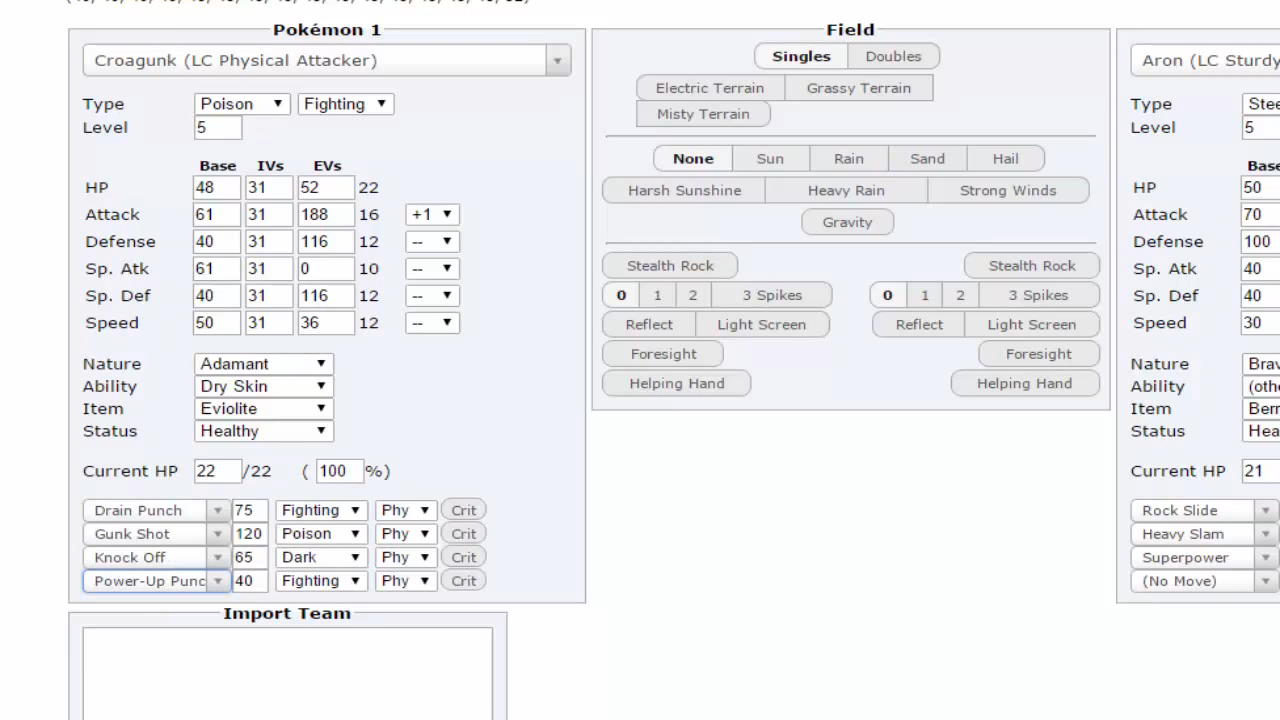 Pokémon 1
Croagunk (LC Physical Attacker)
Type Poison Fighting
Level 5
Base IVs EVs
HP 48 31 52 22
Attack 61 31 188 16 +1
Defense 40 31 116 12 --
Sp. Atk 61 31 0 10 --
Sp. Def 40 31 116 12 --
Speed 50 31 36 12 --
Nature Adamant
Ability Dry Skin
Item Eviolite
Status Healthy
Current HP 22 /22 ( 100 %)
Drain Punch 75 Fighting Phy Crit
Gunk Shot 120 Poison Phy Crit
Knock Off 65 Dark Phy Crit
Power-Up Punc 40 Fighting Phy Crit
Import Team
Field
Singles Doubles
Electric Terrain Grassy Terrain
Misty Terrain
None Sun Rain Sand Hail
Harsh Sunshine Heavy Rain Strong Winds
Gravity
Stealth Rock Stealth Rock
0 1 2 3 Spikes 0 1 2 3 Spikes
Reflect Light Screen Reflect Light Screen
Foresight Foresight
Helping Hand Helping Hand
Aron (LC Sturdy
Type Stee
Level 5
Base
HP 50
Attack 70
Defense 100
Sp. Atk 40
Sp. Def 40
Speed 30
Nature Brav
Ability (othe
Item Berr
Status Hea
Current HP 21
Rock Slide
Heavy Slam
Superpower
(No Move)